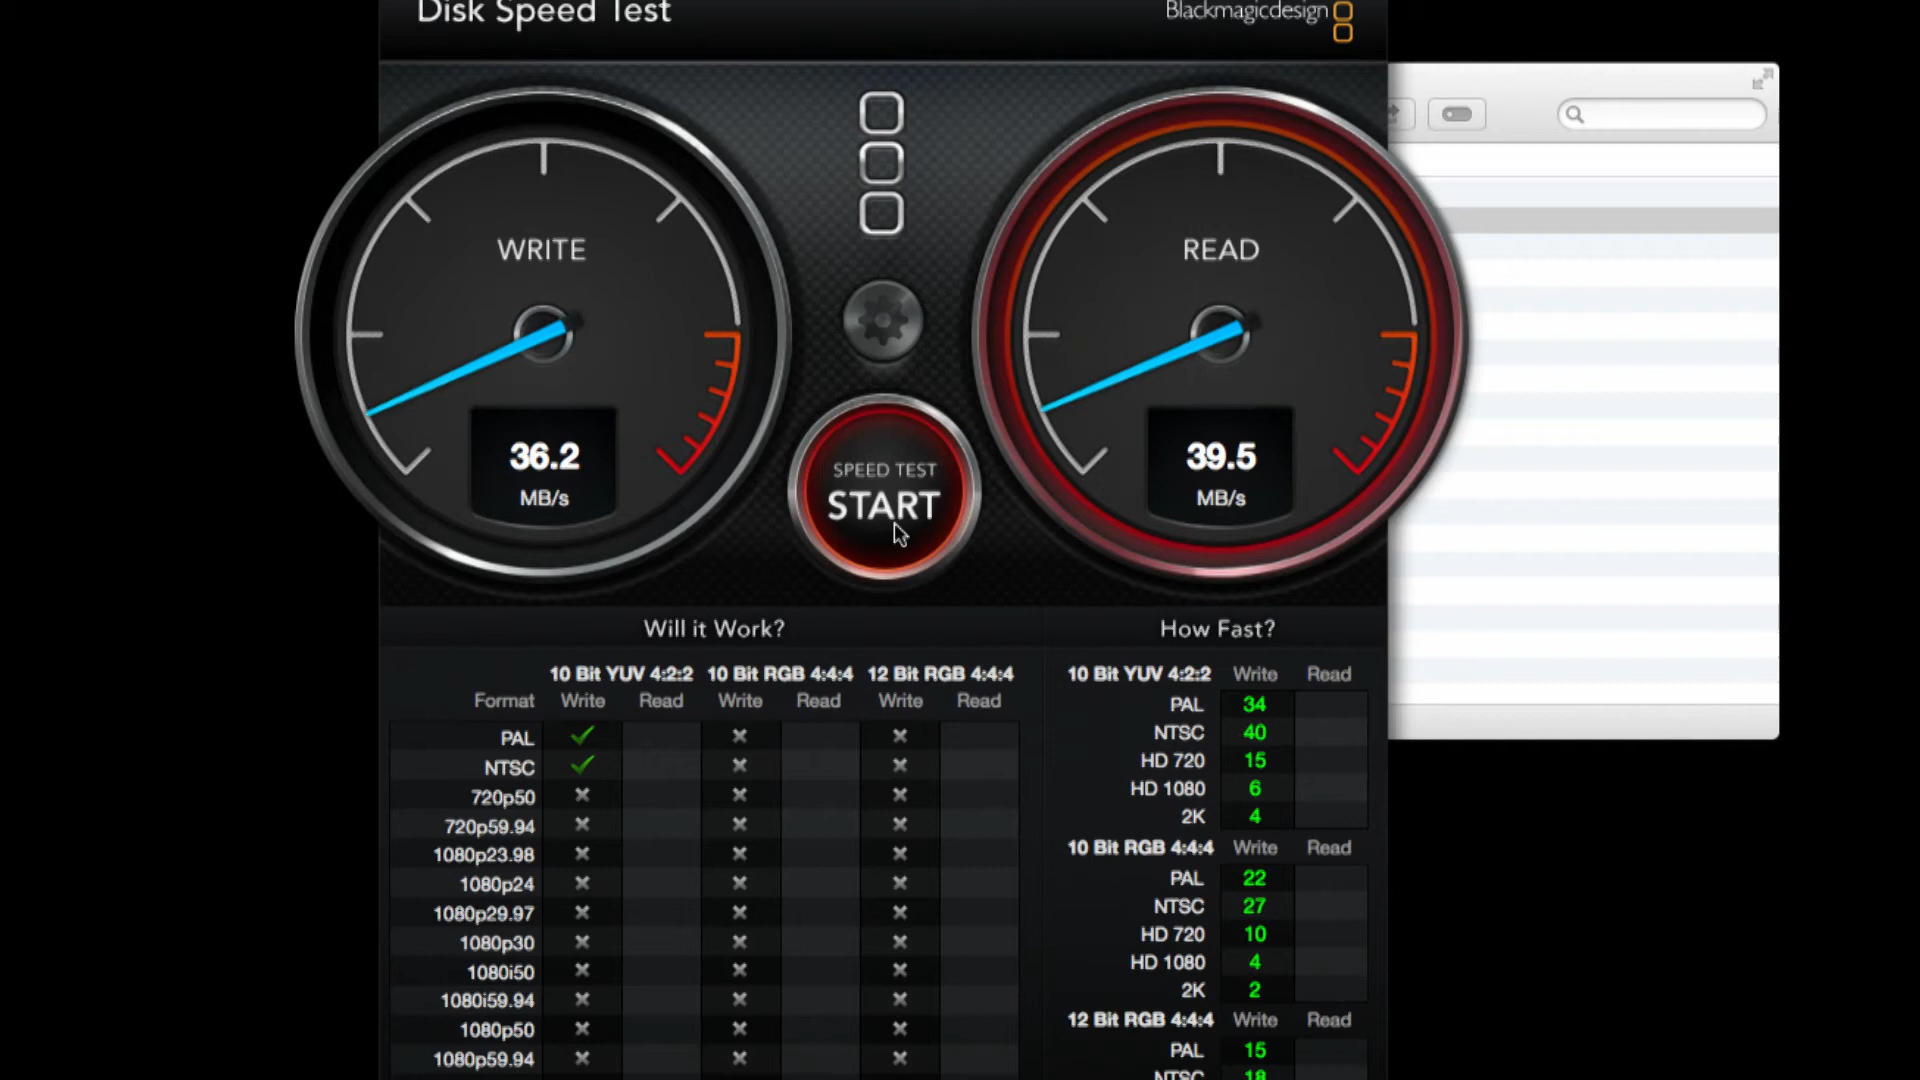 Disk Speed Test
Blackmagicdesign
WRITE
36.2
MB/s
SPEED TEST
START
READ
39.5
MB/s
Will it Work?
10 Bit YUV 4:2:2 10 Bit RGB 4:4:4 12 Bit RGB 4:4:4
Format Write Read Write Read Write Read
PAL
NTSC
720p50
720p59.94
1080p23.98
1080p24
1080p29.97
1080p30
1080i50
1080i59.94
1080p50
1080p59.94
How Fast?
10 Bit YUV 4:2:2 Write Read
PAL 34
NTSC 40
HD 720 15
HD 1080 6
2K 4
10 Bit RGB 4:4:4 Write Read
PAL 22
NTSC 27
HD 720 10
HD 1080 4
2K 2
12 Bit RGB 4:4:4 Write Read
PAL 15
NTSC 18